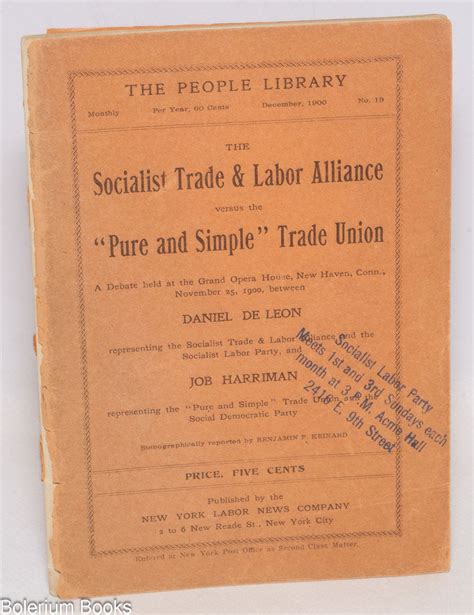 THE PEOPLE LIBRARY
Monthly Per Year, 60 Cents December, 1900 No. 19
THE
Socialist Trade & Labor Alliance
versus the
"Pure and Simple" Trade Union
A Debate held at the Grand Opera House, New Haven, Conn.,
November 25, 1900, between
DANIEL DE LEON
representing the Socialist Trade & Labor Alliance and the
Socialist Labor Party, and
JOB HARRIMAN
representing the "Pure and Simple" Trade Union and the
Social Democratic Party
Stenographically reported by BENJAMIN F. KEINARD
PRICE, FIVE CENTS
Published by the
NEW YORK LABOR NEWS COMPANY
2 to 6 New Reade St., New York City
Entered at New York Post Office as Second Class Matter.
Socialist Labor Party
Meets 1st and 3rd Sundays each
month at 3 P.M. Acme Hall
2416 E. 9th Street
Bolerium Books